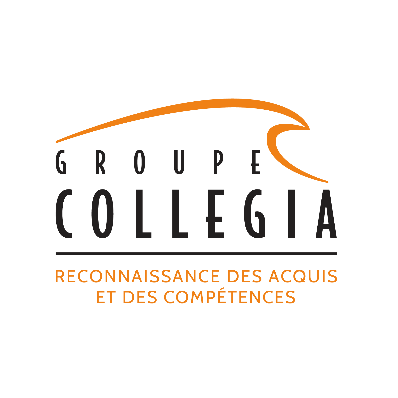 GROUPE
COLLEGIA
RECONNAISSANCE DES ACQUIS
ET DES COMPÉTENCES